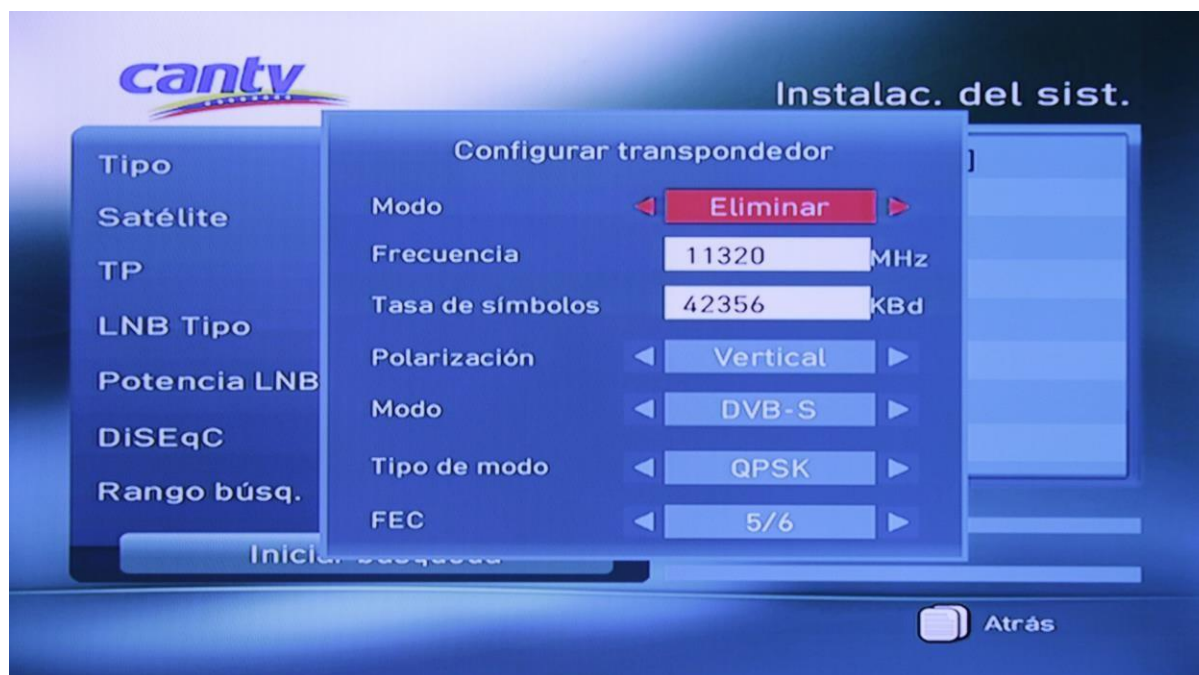 cantv
Instalac. del sist.
Tipo
Satélite
TP
LNB Tipo
Potencia LNB
DiSEqC
Rango búsq.
Configurar transpondedor
Modo Eliminar
Frecuencia 11320 MHz
Tasa de símbolos 42356 KBd
Polarización Vertical
Modo DVB-S
Tipo de modo QPSK
FEC 5/6
]
Atrás